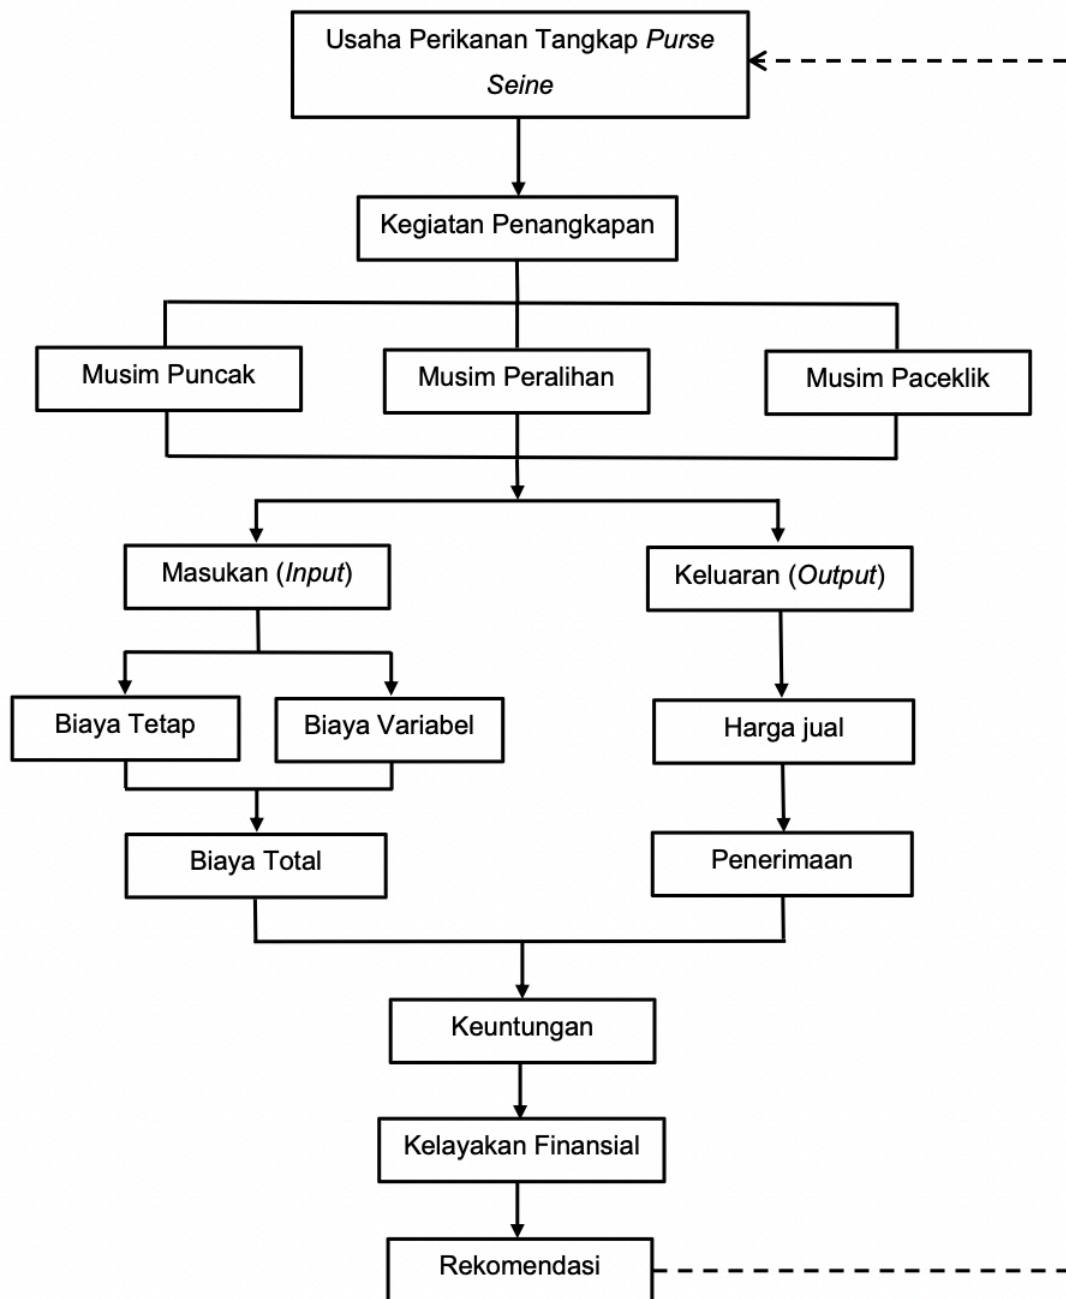 Usaha Perikanan Tangkap Purse
Seine
Kegiatan Penangkapan
Musim Puncak
Musim Peralihan
Musim Paceklik
Masukan (Input)
Keluaran (Output)
Biaya Tetap
Biaya Variabel
Harga jual
Biaya Total
Penerimaan
Keuntungan
Kelayakan Finansial
Rekomendasi